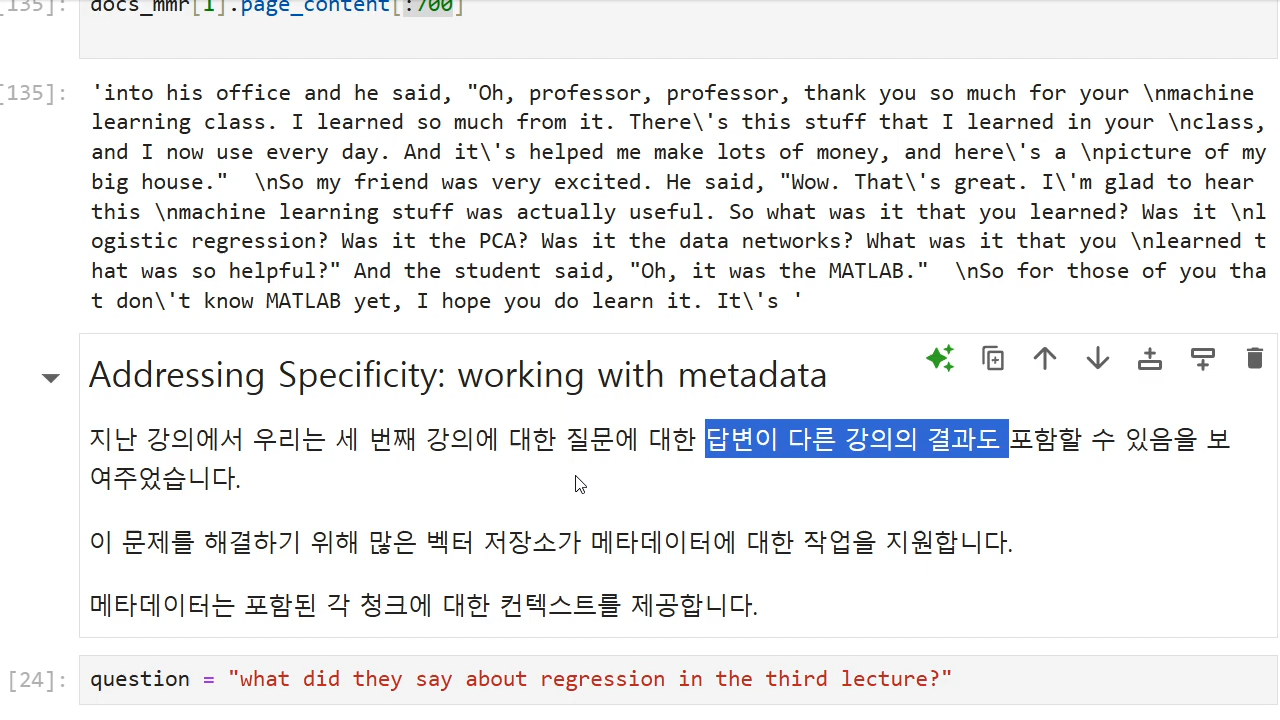 [135]: docs_mmr[1].page_content[:700]
[135]: 'into his office and he said, "Oh, professor, professor, thank you so much for your \nmachine
learning class. I learned so much from it. There\'s this stuff that I learned in your \nclass,
and I now use every day. And it\'s helped me make lots of money, and here\'s a \npicture of my
big house."  \nSo my friend was very excited. He said, "Wow. That\'s great. I\'m glad to hear
this \nmachine learning stuff was actually useful. So what was it that you learned? Was it \nl
ogistic regression? Was it the PCA? Was it the data networks? What was it that you \nlearned t
hat was so helpful?" And the student said, "Oh, it was the MATLAB."  \nSo for those of you tha
t don\'t know MATLAB yet, I hope you do learn it. It\'s '
Addressing Specificity: working with metadata
지난 강의에서 우리는 세 번째 강의에 대한 질문에 대한 답변이 다른 강의의 결과도 포함할 수 있음을 보
여주었습니다.
이 문제를 해결하기 위해 많은 벡터 저장소가 메타데이터에 대한 작업을 지원합니다.
메타데이터는 포함된 각 청크에 대한 컨텍스트를 제공합니다.
[24]: question = "what did they say about regression in the third lecture?"